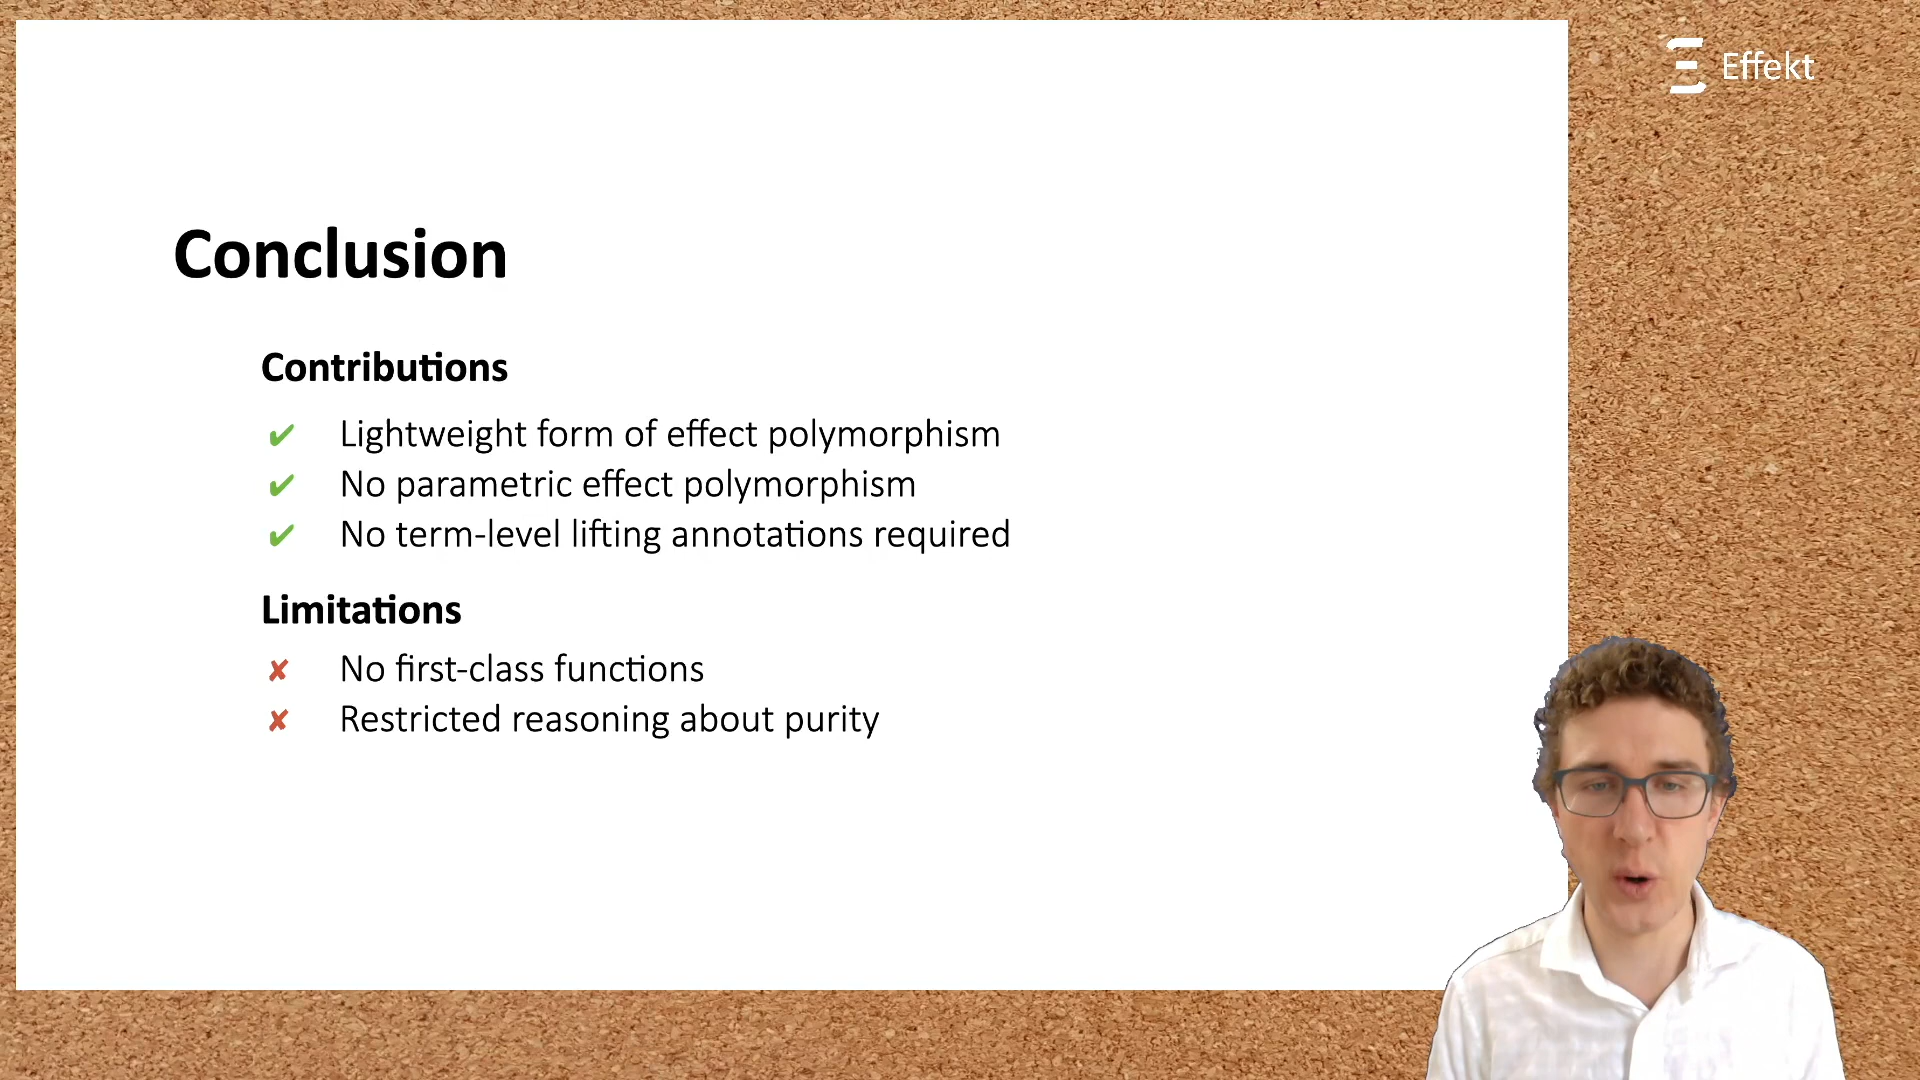 Effekt
Conclusion
Contributions
✔ Lightweight form of effect polymorphism
✔ No parametric effect polymorphism
✔ No term-level lifting annotations required
Limitations
✘ No first-class functions
✘ Restricted reasoning about purity